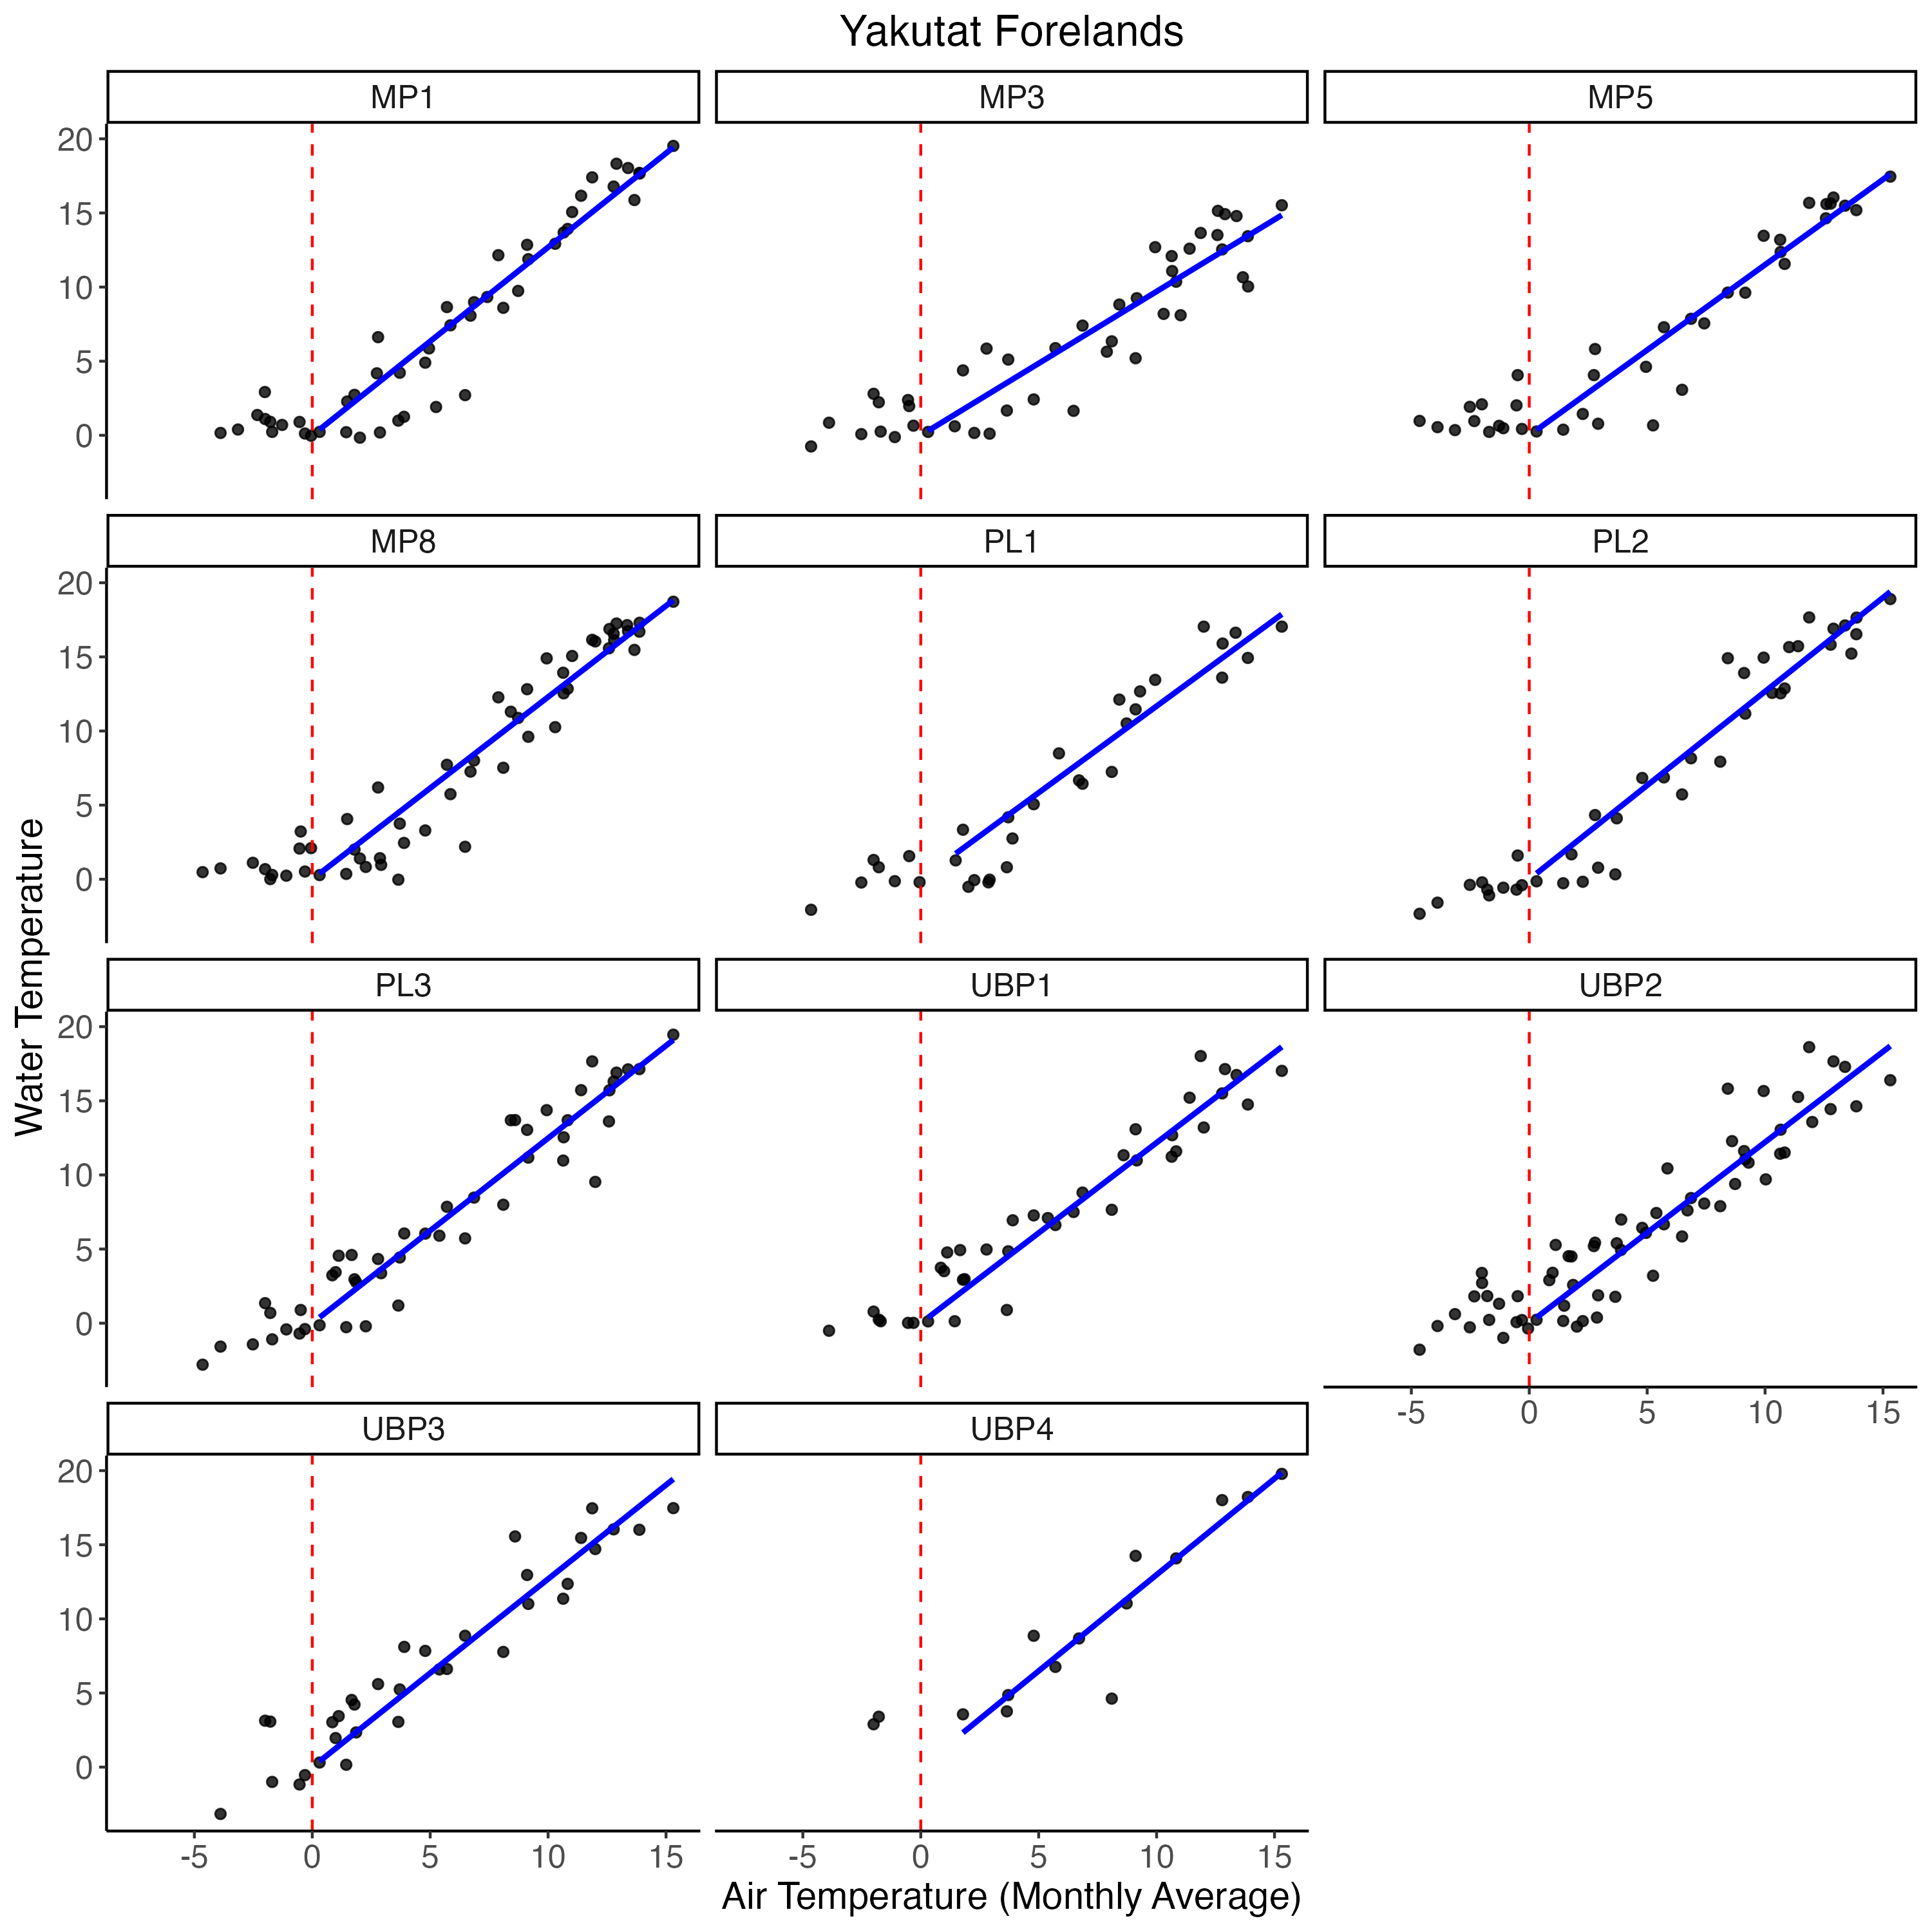 Yakutat Forelands
MP1 MP3 MP5
20
15
10
5
0
MP8 PL1 PL2
20
15
10
5
0
Water Temperature
PL3 UBP1 UBP2
20
15
10
5
0
-5 0 5 10 15
UBP3 UBP4
20
15
10
5
0
-5 0 5 10 15 -5 0 5 10 15
Air Temperature (Monthly Average)